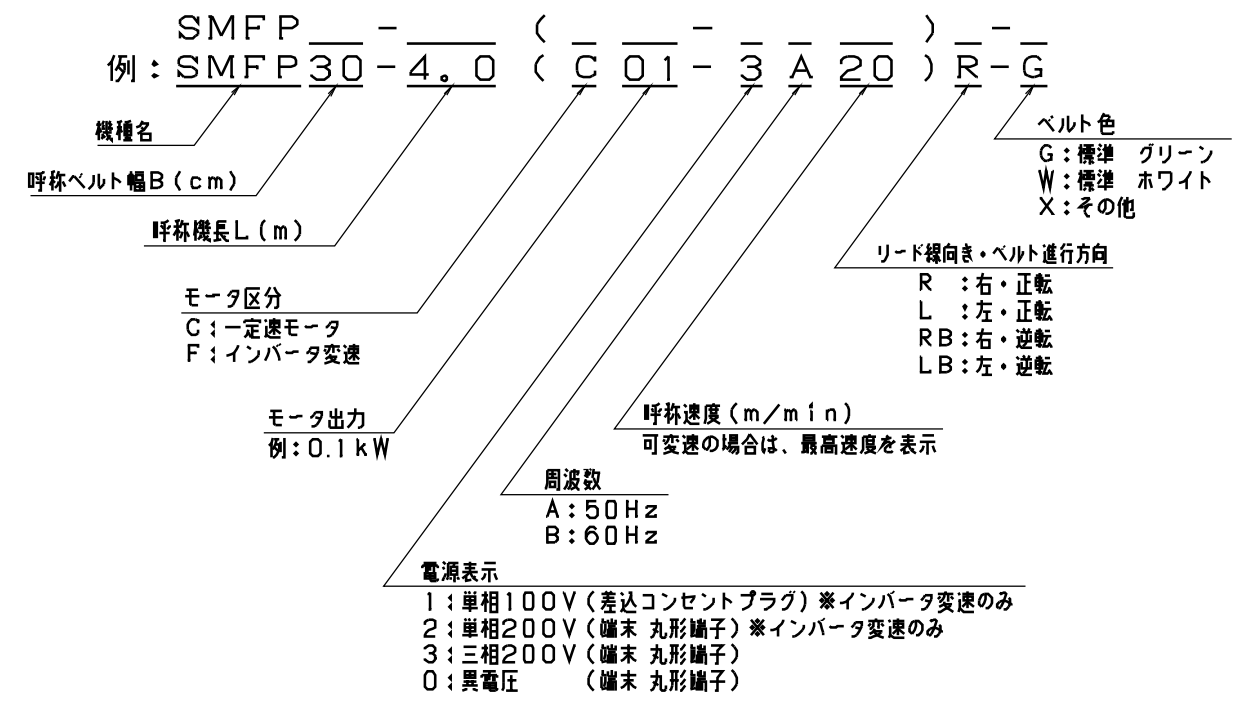 SMFP__-___(_ __-_ _ __)_-_
例：SMFP30-4.0(C01-3A20)R-G
機種名
呼称ベルト幅B(cm)
呼称機長L(m)
モータ区分
C：一定速モータ
F：インバータ変速
モータ出力
例：0.1kW
ベルト色
G：標準 グリーン
W：標準 ホワイト
X：その他
リード線向き・ベルト進行方向
R ：右・正転
L ：左・正転
RB：右・逆転
LB：左・逆転
呼称速度(m/min)
可変速の場合は、最高速度を表示
周波数
A：50Hz
B：60Hz
電源表示
1：単相100V(差込コンセントプラグ)※インバータ変速のみ
2：単相200V(端末 丸形端子)※インバータ変速のみ
3：三相200V(端末 丸形端子)
0：異電圧 (端末 丸形端子)